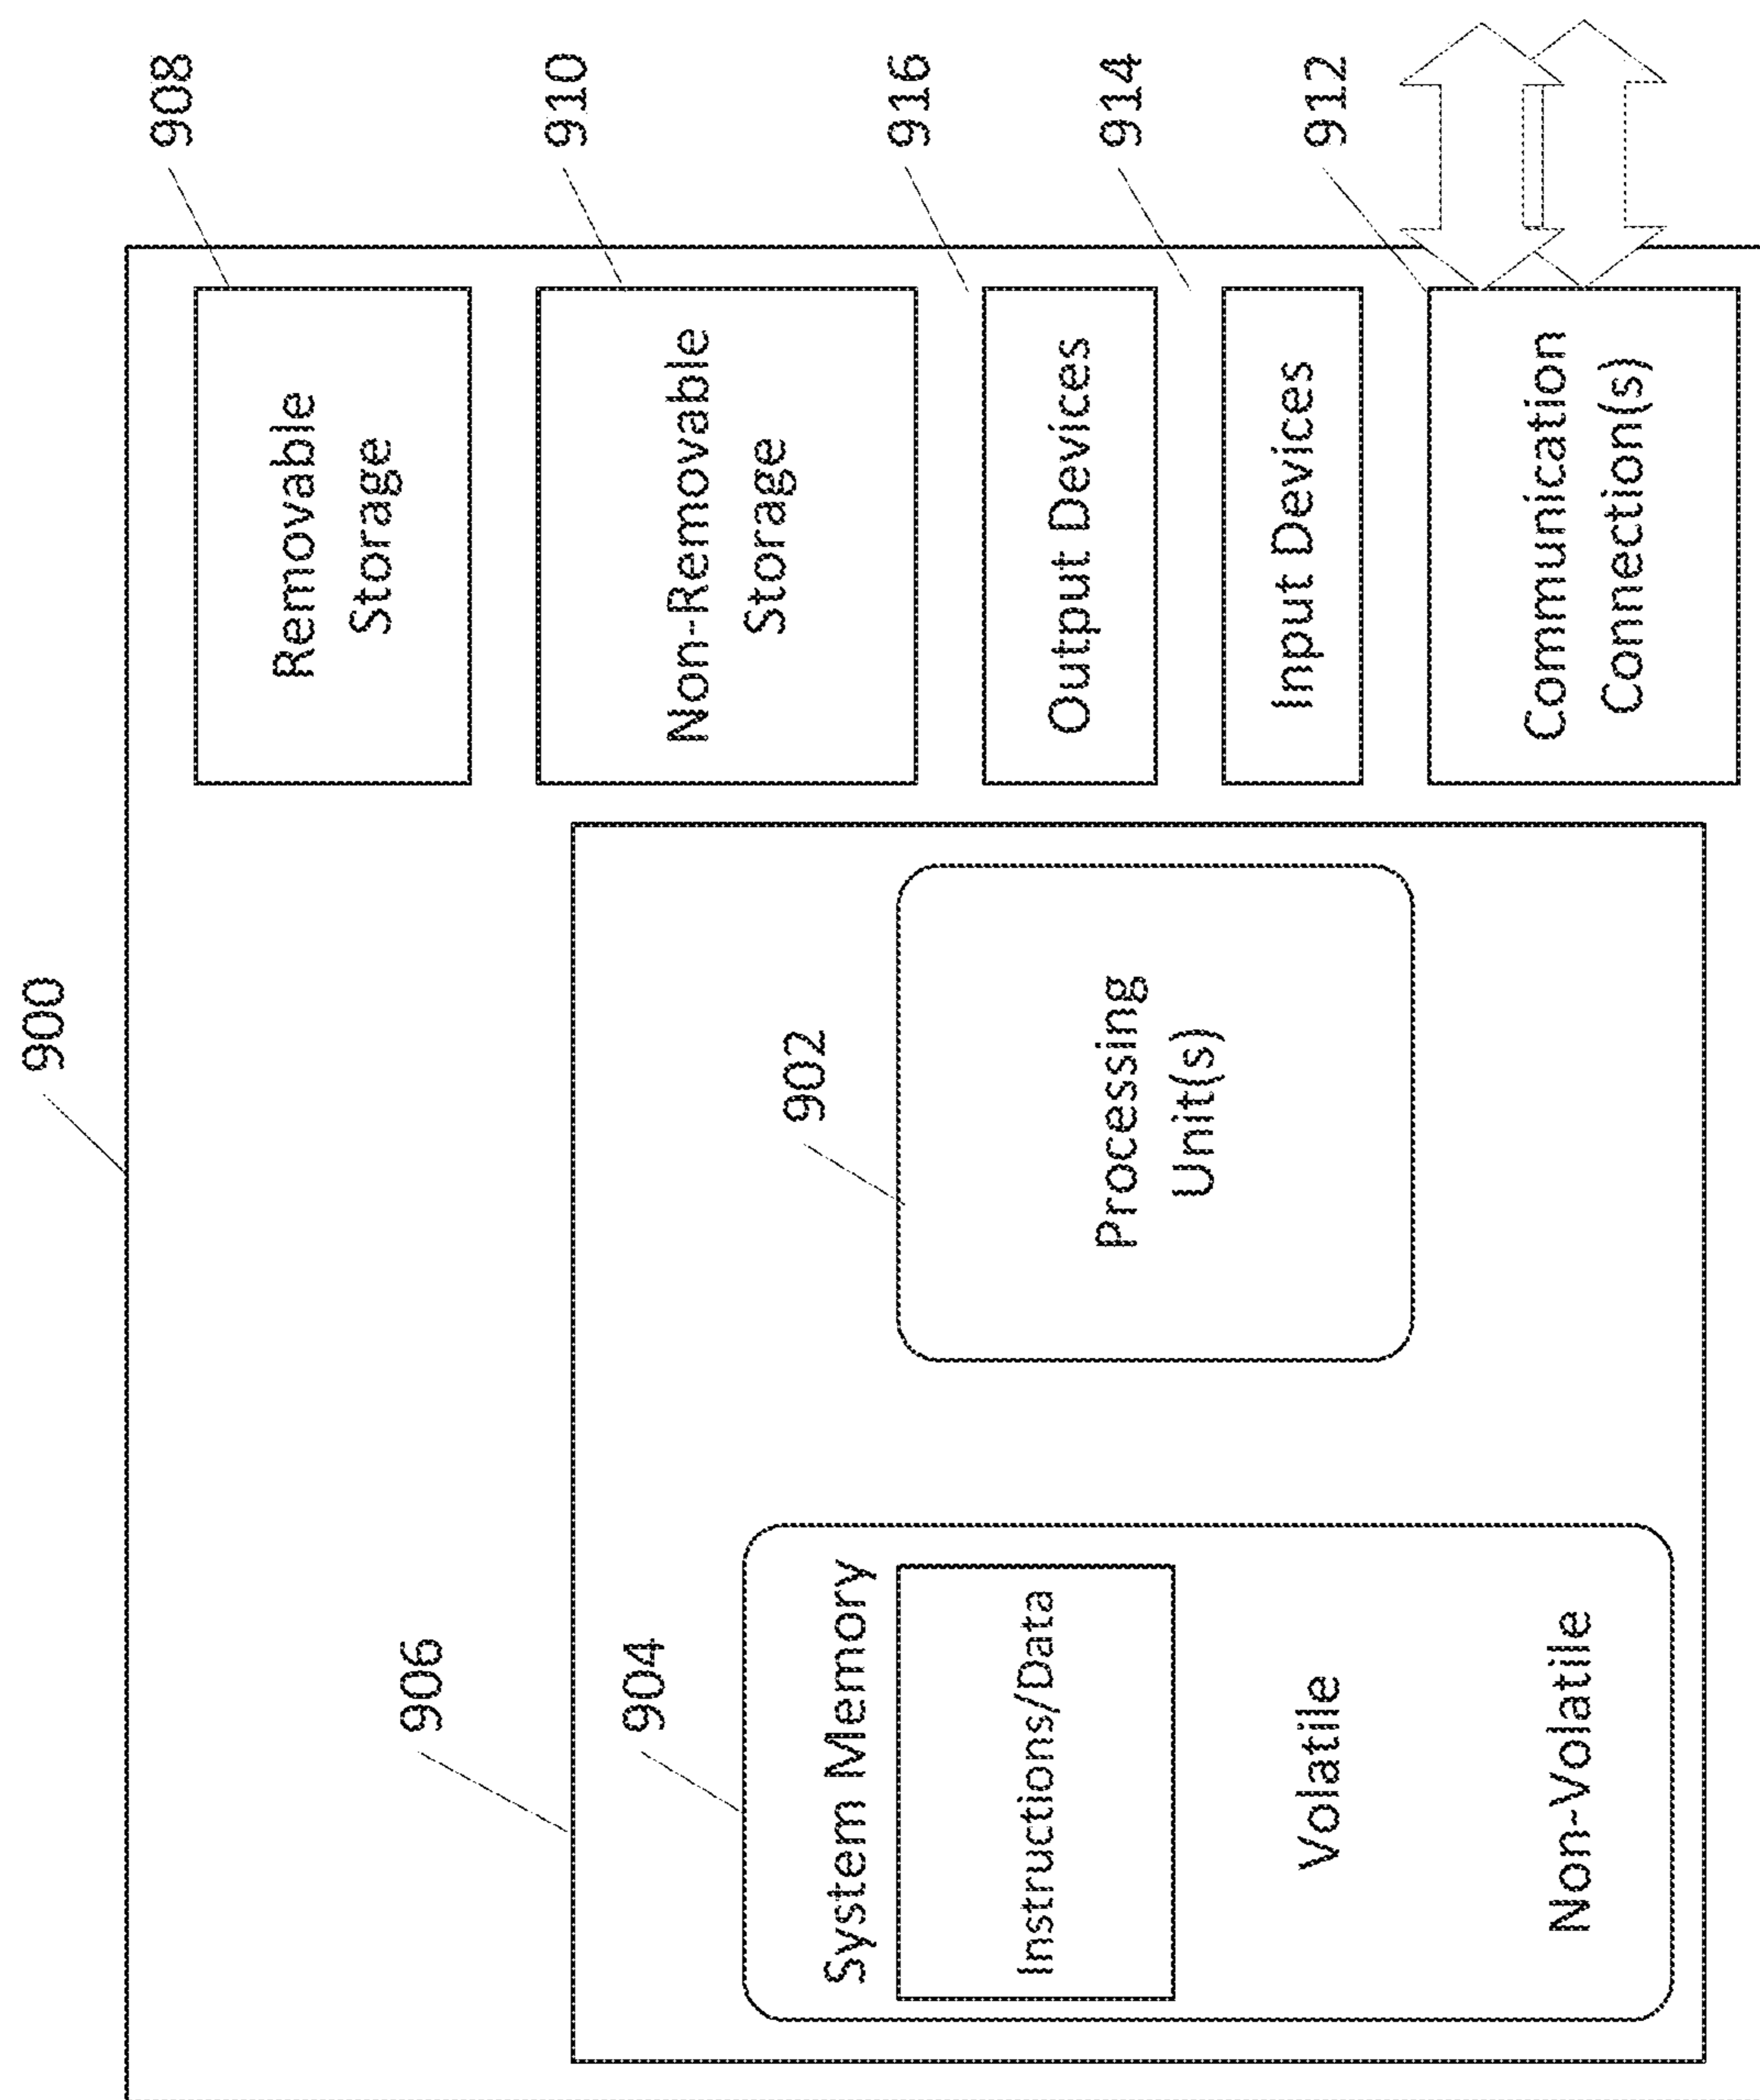 900
906
904
System Memory
Instructions/Data
Volatile
Non-Volatile
902
Processing
Unit(s)
908
Removable
Storage
910
Non-Removable
Storage
916
Output Devices
914
Input Devices
912
Communication
Connection(s)